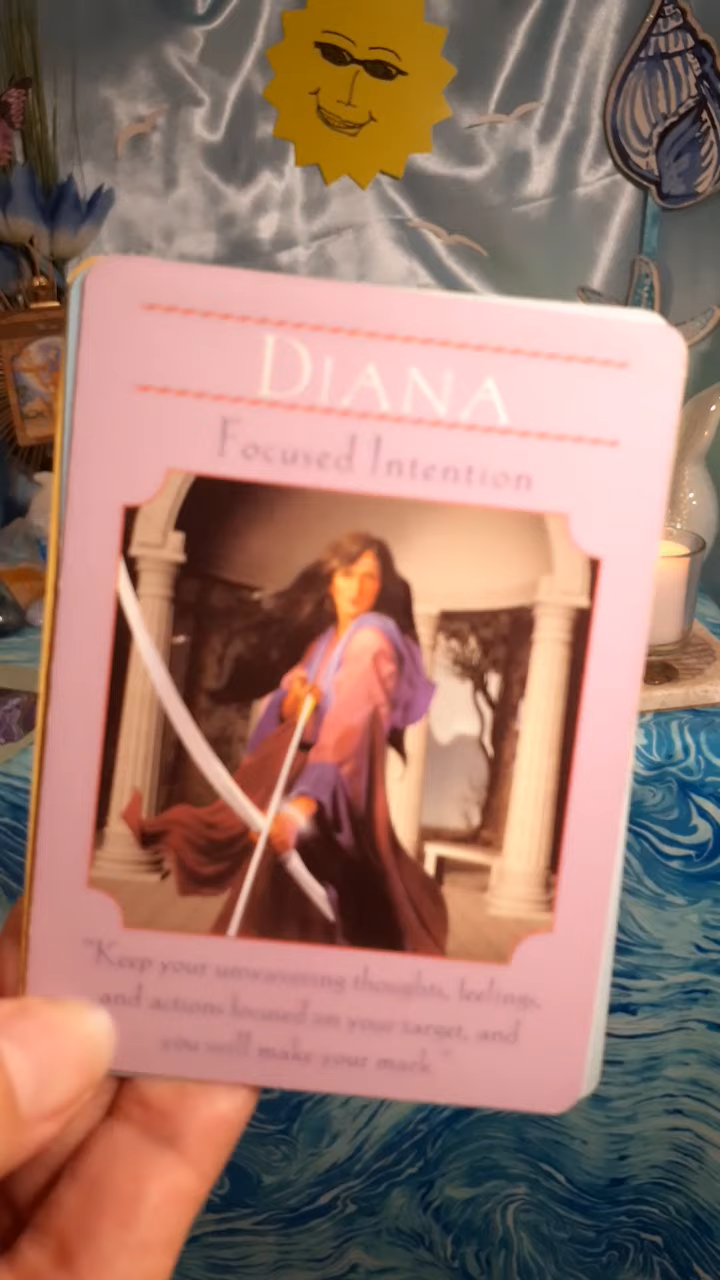 DIANA
Focused Intention
"Keep your unwavering thoughts, feelings,
and actions focused on your target, and
you will make your mark."